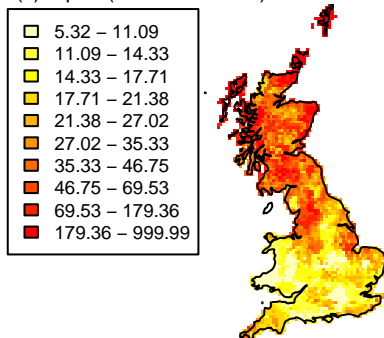 5.32 – 11.09
11.09 – 14.33
14.33 – 17.71
17.71 – 21.38
21.38 – 27.02
27.02 – 35.33
35.33 – 46.75
46.75 – 69.53
69.53 – 179.36
179.36 – 999.99